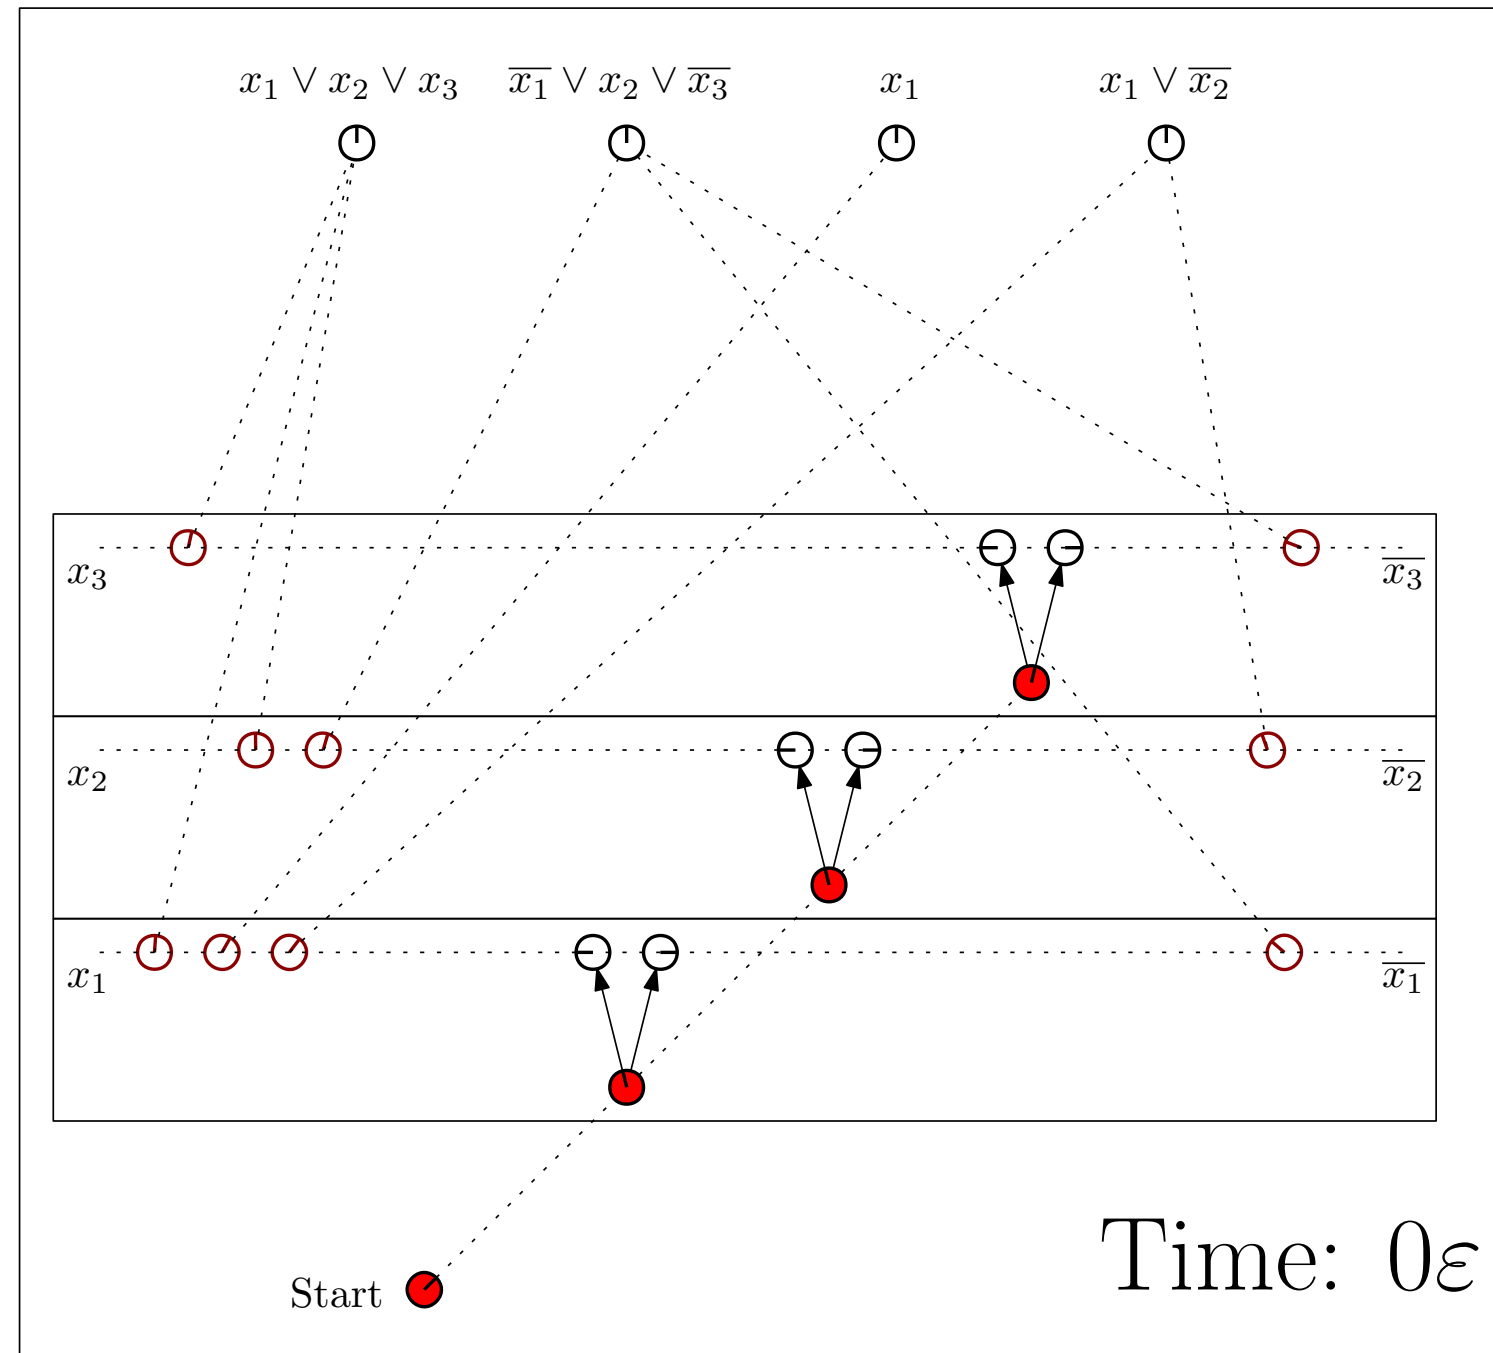 x₁ ∨ x₂ ∨ x₃  x̅₁ ∨ x₂ ∨ x̅₃  x₁  x₁ ∨ x̅₂
x₃  x̅₃
x₂  x̅₂
x₁  x̅₁
Start
Time: 0ε